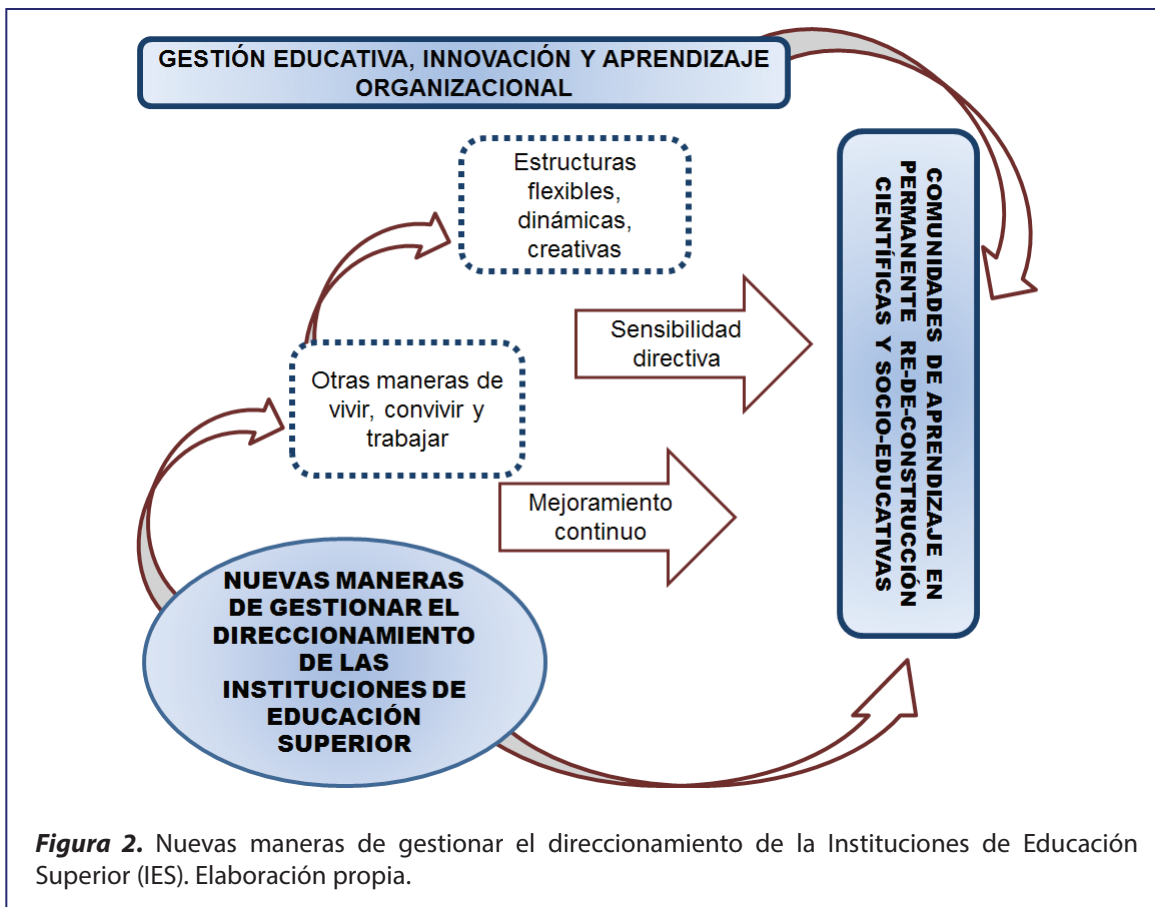 GESTIÓN EDUCATIVA, INNOVACIÓN Y APRENDIZAJE
ORGANIZACIONAL
Estructuras
flexibles,
dinámicas,
creativas
Sensibilidad
directiva
Otras maneras de
vivir, convivir y
trabajar
Mejoramiento
continuo
NUEVAS MANERAS
DE GESTIONAR EL
DIRECCIONAMIENTO
DE LAS
INSTITUCIONES DE
EDUCACIÓN
SUPERIOR
COMUNIDADES DE APRENDIZAJE EN
PERMANENTE RE-DE-CONSTRUCCIÓN
CIENTÍFICAS Y SOCIO-EDUCATIVAS
Figura 2. Nuevas maneras de gestionar el direccionamiento de la Instituciones de Educación
Superior (IES). Elaboración propia.